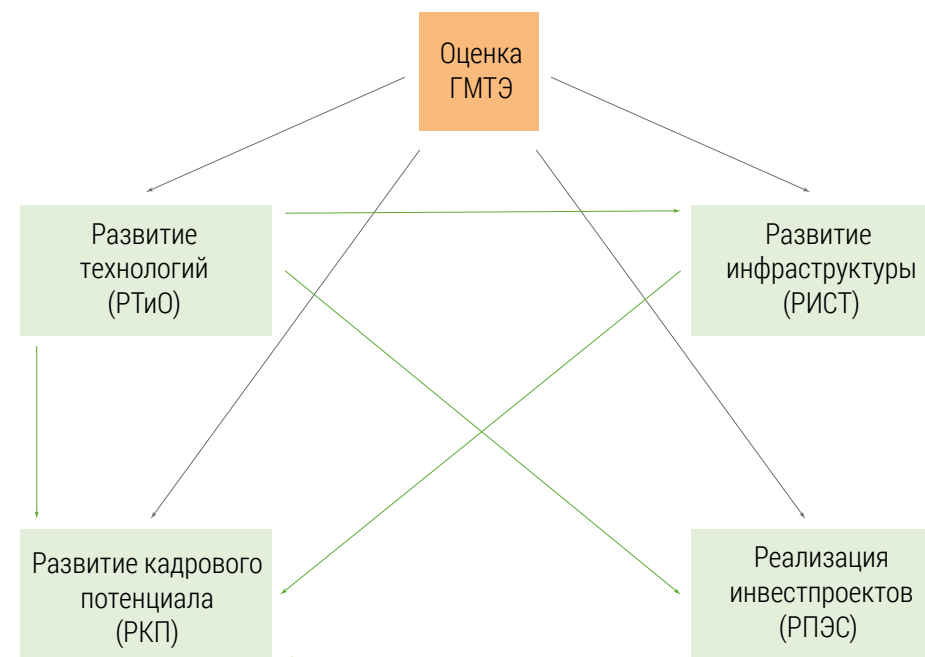 Оценка
ГМТЭ
Развитие
технологий
(РТиО)
Развитие
инфраструктуры
(РИСТ)
Развитие кадрового
потенциала
(РКП)
Реализация
инвестпроектов
(РПЭС)